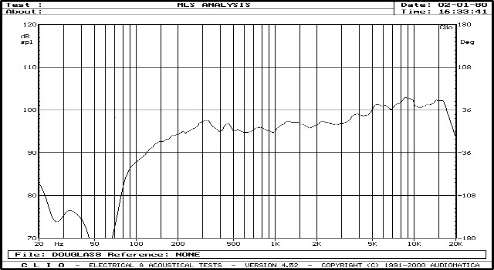 Test :
MLS ANALYSIS
Date: 02-01-80
About:
Time: 16:33:41
120
CHo
180
dB
spl
Deg
110
108
100
36
90
-36
80
-108
70
-180
20 Hz 50 100 200 500 1K 2K 5K 10K 20K
File: DOUGLAS8 Reference: NONE
C L I O - ELECTRICAL & ACOUSTICAL TESTS - VERSION 4.52 - COPYRIGHT (C) 1991-2000 AUDIOMATICA